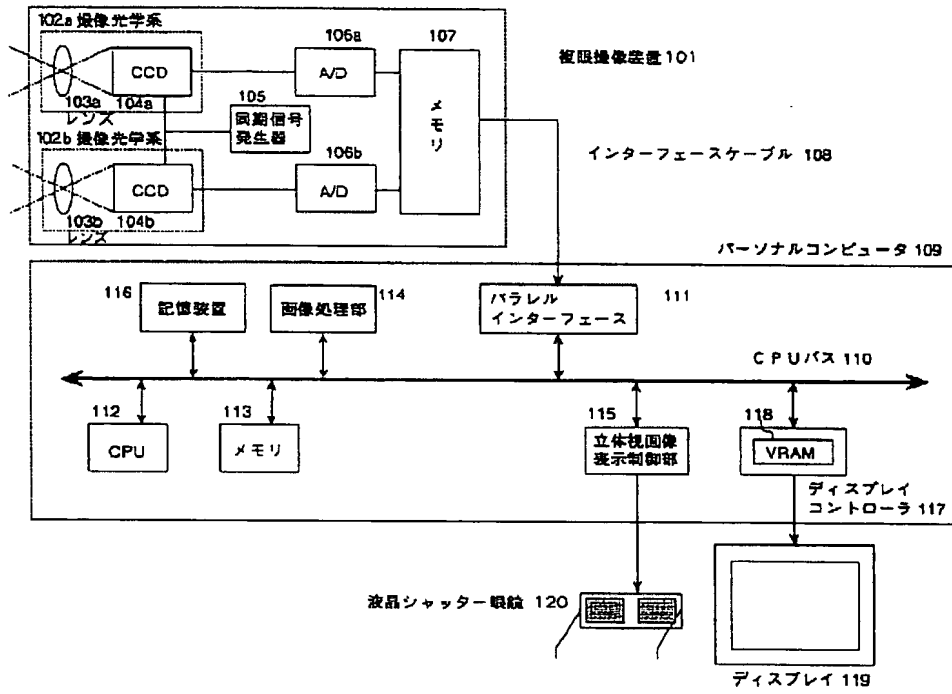 102a 撮像光学系
CCD
103a 104a
レンズ
106a
A/D
107
メモリ
105
同期信号
発生器
102b 撮像光学系
CCD
103b 104b
レンズ
106b
A/D
複眼撮像装置 101
インターフェースケーブル 108
パーソナルコンピュータ 109
116
記憶装置
画像処理部
114
パラレル
インターフェース
111
CPUバス 110
112
CPU
113
メモリ
115
立体視画像
表示制御部
118
VRAM
ディスプレイ
コントローラ 117
液晶シャッター眼鏡 120
ディスプレイ 119